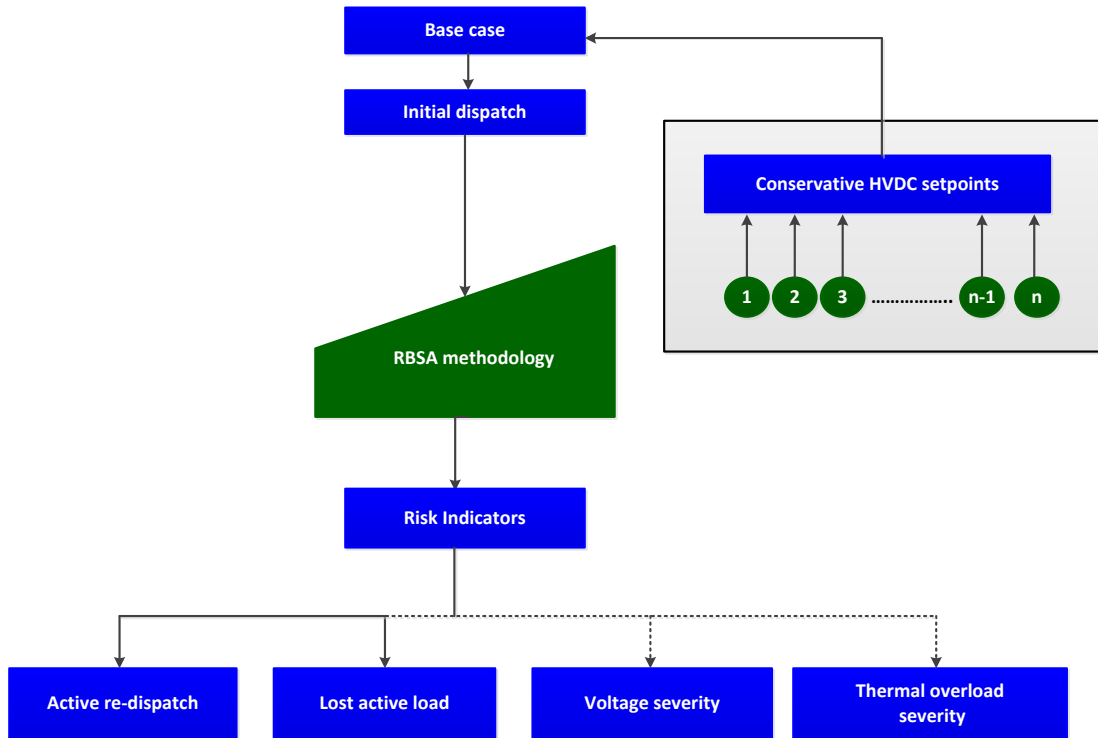 Base case
Initial dispatch
Conservative HVDC setpoints
1 2 3 ................. n-1 n
RBSA methodology
Risk Indicators
Active re-dispatch
Lost active load
Voltage severity
Thermal overload
severity